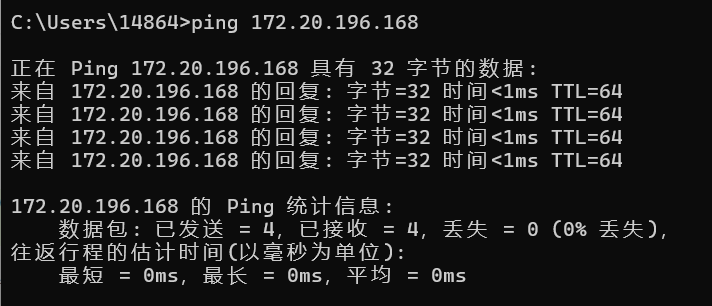 C:\Users\14864>ping 172.20.196.168
正在 Ping 172.20.196.168 具有 32 字节的数据:
来自 172.20.196.168 的回复: 字节=32 时间<1ms TTL=64
来自 172.20.196.168 的回复: 字节=32 时间<1ms TTL=64
来自 172.20.196.168 的回复: 字节=32 时间<1ms TTL=64
来自 172.20.196.168 的回复: 字节=32 时间<1ms TTL=64
172.20.196.168 的 Ping 统计信息:
数据包: 已发送 = 4, 已接收 = 4, 丢失 = 0 (0% 丢失),
往返行程的估计时间(以毫秒为单位):
最短 = 0ms, 最长 = 0ms, 平均 = 0ms